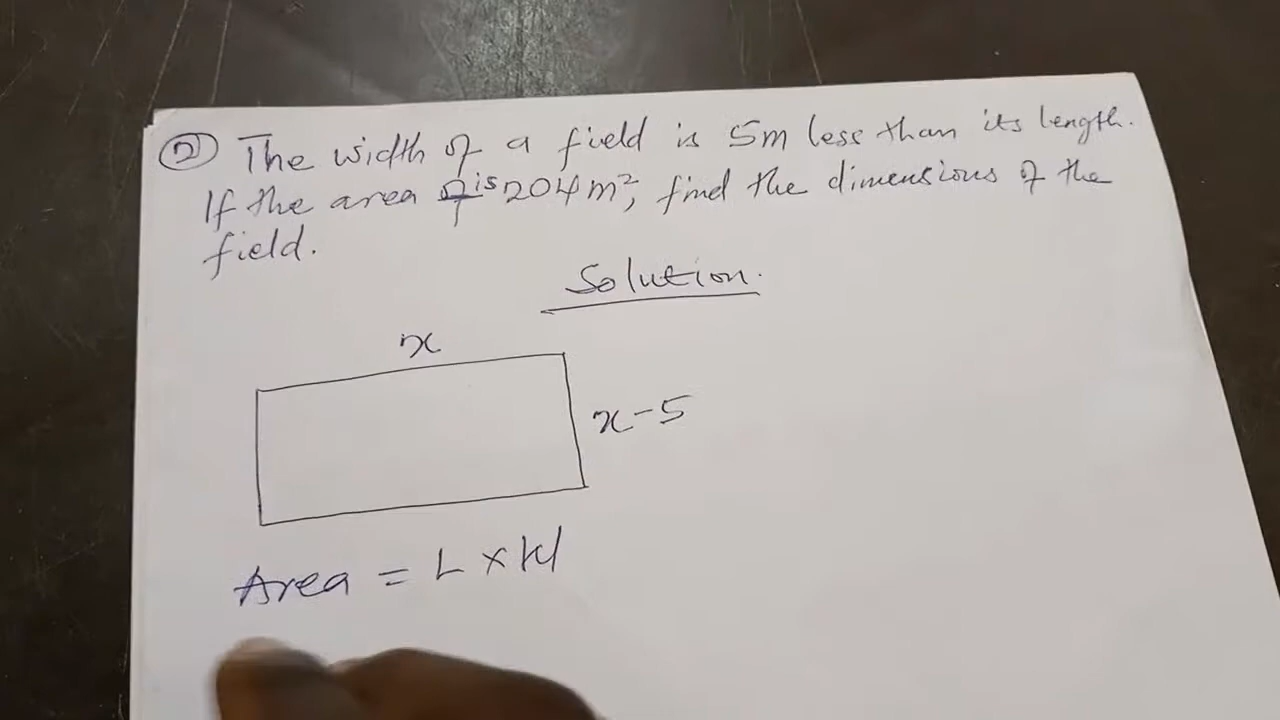 ② The width of a field is 5m less than its length.
If the area is 204m², find the dimensions of the
field.
Solution.
x
x-5
Area = L x W